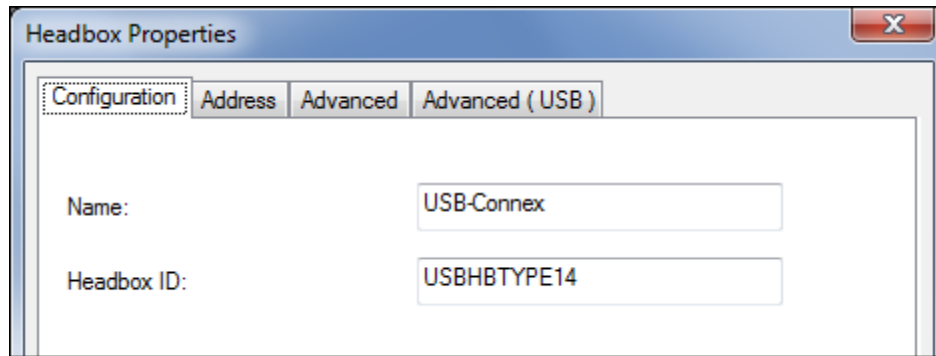 Headbox Properties
Configuration Address Advanced Advanced ( USB )
Name: USB-Connex
Headbox ID: USBHBTYPE14